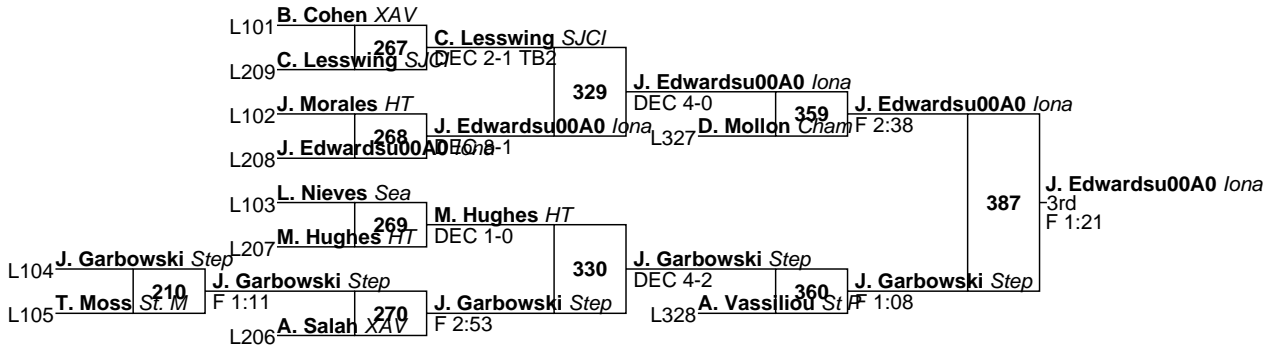 B. Cohen XAV
L101
267
C. Lesswing SJCI
DEC 2-1 TB2
C. Lesswing SJCI
L209
329
J. Edwardsu00A0 Iona
DEC 4-0
J. Morales HT
L102
268
J. Edwardsu00A0 Iona
J. Edwardsu00A0 Iona
L208
359
J. Edwardsu00A0 Iona
F 2:38
D. Mollon Cham
L327
L. Nieves Sea
L103
269
M. Hughes HT
DEC 1-0
M. Hughes HT
L207
387
J. Edwardsu00A0 Iona
3rd
F 1:21
J. Garbowski Step
L104
210
J. Garbowski Step
F 1:11
T. Moss St. M
L105
330
J. Garbowski Step
DEC 4-2
270
J. Garbowski Step
F 2:53
A. Salah XAV
L206
360
J. Garbowski Step
F 1:08
A. Vassiliou St
L328